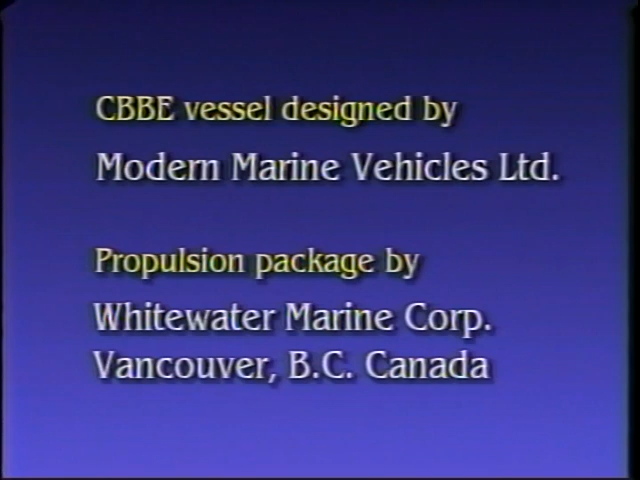 CBBE vessel designed by
Modern Marine Vehicles Ltd.
Propulsion package by
Whitewater Marine Corp.
Vancouver, B.C. Canada